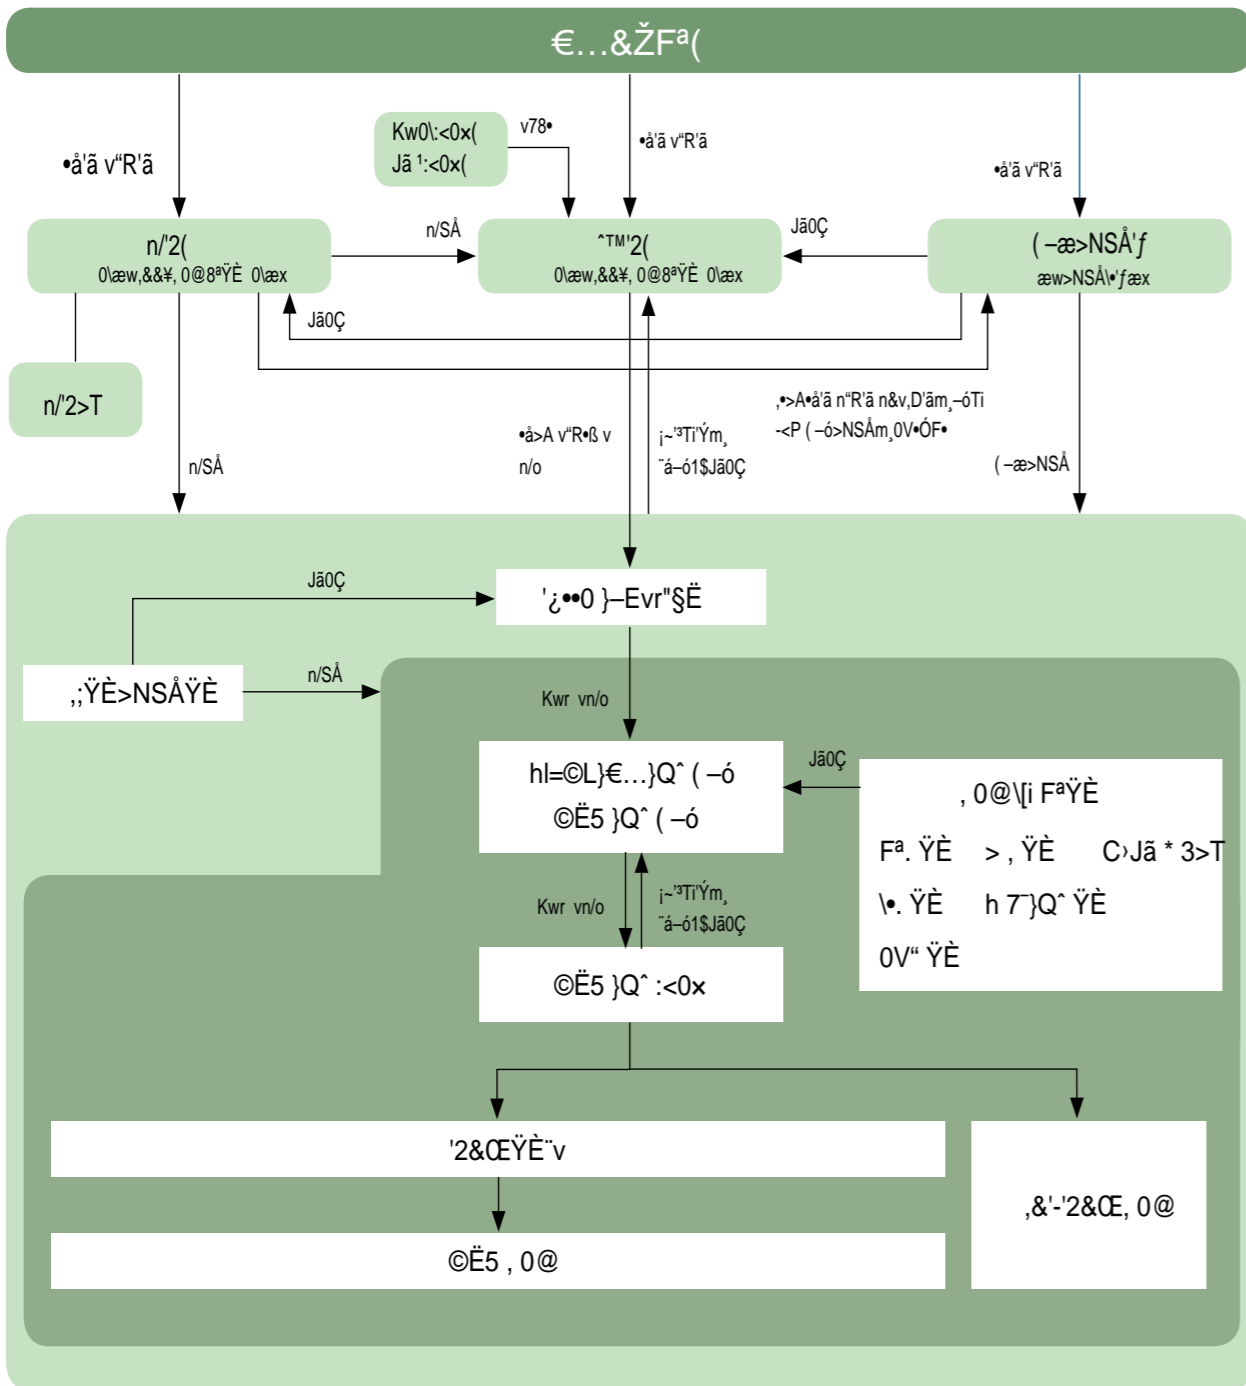 €…&ŽFª(
Kw0\:<0×(
Jã ¹:<0×(
v78•
•å'ã v“R'ã
•å'ã v“R'ã
•å'ã v“R'ã
n/'2(
0\æw‚&&¥‚ 0@8ªŸÈ 0\æx
n/SÅ
ˆ™'2(
0\æw‚&&¥‚ 0@8ªŸÈ 0\æx
Jã0Ç
( –æ>NSÅ'ƒ
æw>NSÅ\•'ƒæx
Jã0Ç
n/'2>T
n/SÅ
•å>A v“R•ß v
n/o
¡~'³Ti'Ým¸
¨á–ó1$Jã0Ç
‚•>A•å'ã n“R'ã n&v‚D'ãm¸–óTi
-<P ( –ó>NSÅm¸0V•ÓF•
( –æ>NSÅ
Jã0Ç
'¿••0 }–Evr"§Ë
‚;ŸÈ>NSÅŸÈ
n/SÅ
Kwr vn/o
hI=©L}€…}Qˆ ( –ó
©Ë5 }Qˆ ( –ó
Jã0Ç
‚ 0@\[i FªŸÈ
Fª. ŸÈ > ‚ ŸÈ C›Jã * 3>T
\•. ŸÈ h 7¯}Qˆ ŸÈ
0V“ ŸÈ
Kwr vn/o
¡~'³Ti'Ým¸
¨á–ó1$Jã0Ç
©Ë5 }Qˆ :<0×
'2&ŒŸÈ¨v
‚&'-'2&Œ‚ 0@
©Ë5 ‚ 0@